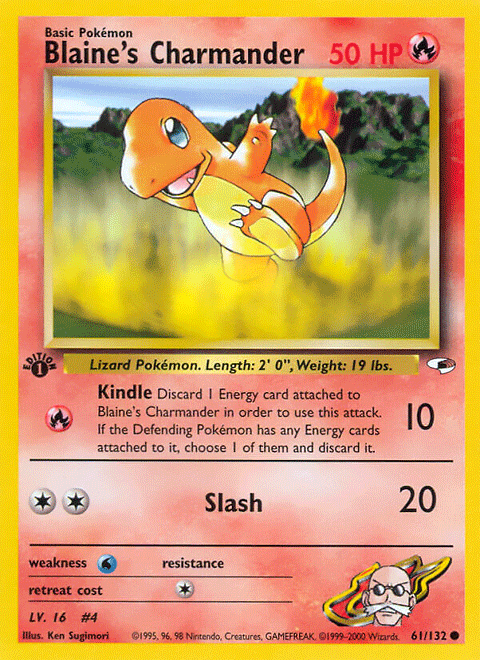 Basic Pokémon
Blaine's Charmander 50 HP
EDITION
1
Lizard Pokémon. Length: 2' 0", Weight: 19 lbs.
Kindle Discard 1 Energy card attached to
Blaine's Charmander in order to use this attack.
If the Defending Pokémon has any Energy cards
attached to it, choose 1 of them and discard it.
10
Slash 20
weakness resistance
retreat cost
LV. 16 #4
Illus. Ken Sugimori ©1995, 96, 98 Nintendo, Creatures, GAMEFREAK. ©1999–2000 Wizards. 61/132